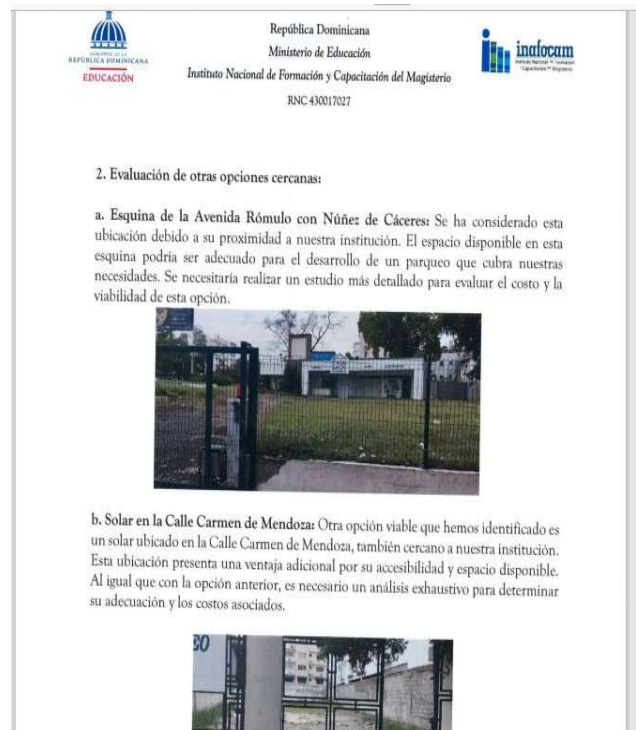 República Dominicana
Ministerio de Educación
Instituto Nacional de Formación y Capacitación del Magisterio
RNC 430017027
GOBIERNO DE LA
REPÚBLICA DOMINICANA
EDUCACIÓN
inafocam
2. Evaluación de otras opciones cercanas:
a. Esquina de la Avenida Rómulo con Núñez de Cáceres: Se ha considerado esta
ubicación debido a su proximidad a nuestra institución. El espacio disponible en esta
esquina podría ser adecuado para el desarrollo de un parqueo que cubra nuestras
necesidades. Se necesitaría realizar un estudio más detallado para evaluar el costo y la
viabilidad de esta opción.
b. Solar en la Calle Carmen de Mendoza: Otra opción viable que hemos identificado es
un solar ubicado en la Calle Carmen de Mendoza, también cercano a nuestra institución.
Esta ubicación presenta una ventaja adicional por su accesibilidad y espacio disponible.
Al igual que con la opción anterior, es necesario un análisis exhaustivo para determinar
su adecuación y los costos asociados.